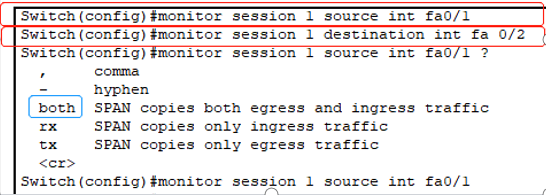 Switch(config)#monitor session 1 source int fa0/1
Switch(config)#monitor session 1 destination int fa 0/2
Switch(config)#monitor session 1 source int fa0/1 ?
, comma
- hyphen
both SPAN copies both egress and ingress traffic
rx SPAN copies only ingress traffic
tx SPAN copies only egress traffic
<cr>
Switch(config)#monitor session 1 source int fa0/1